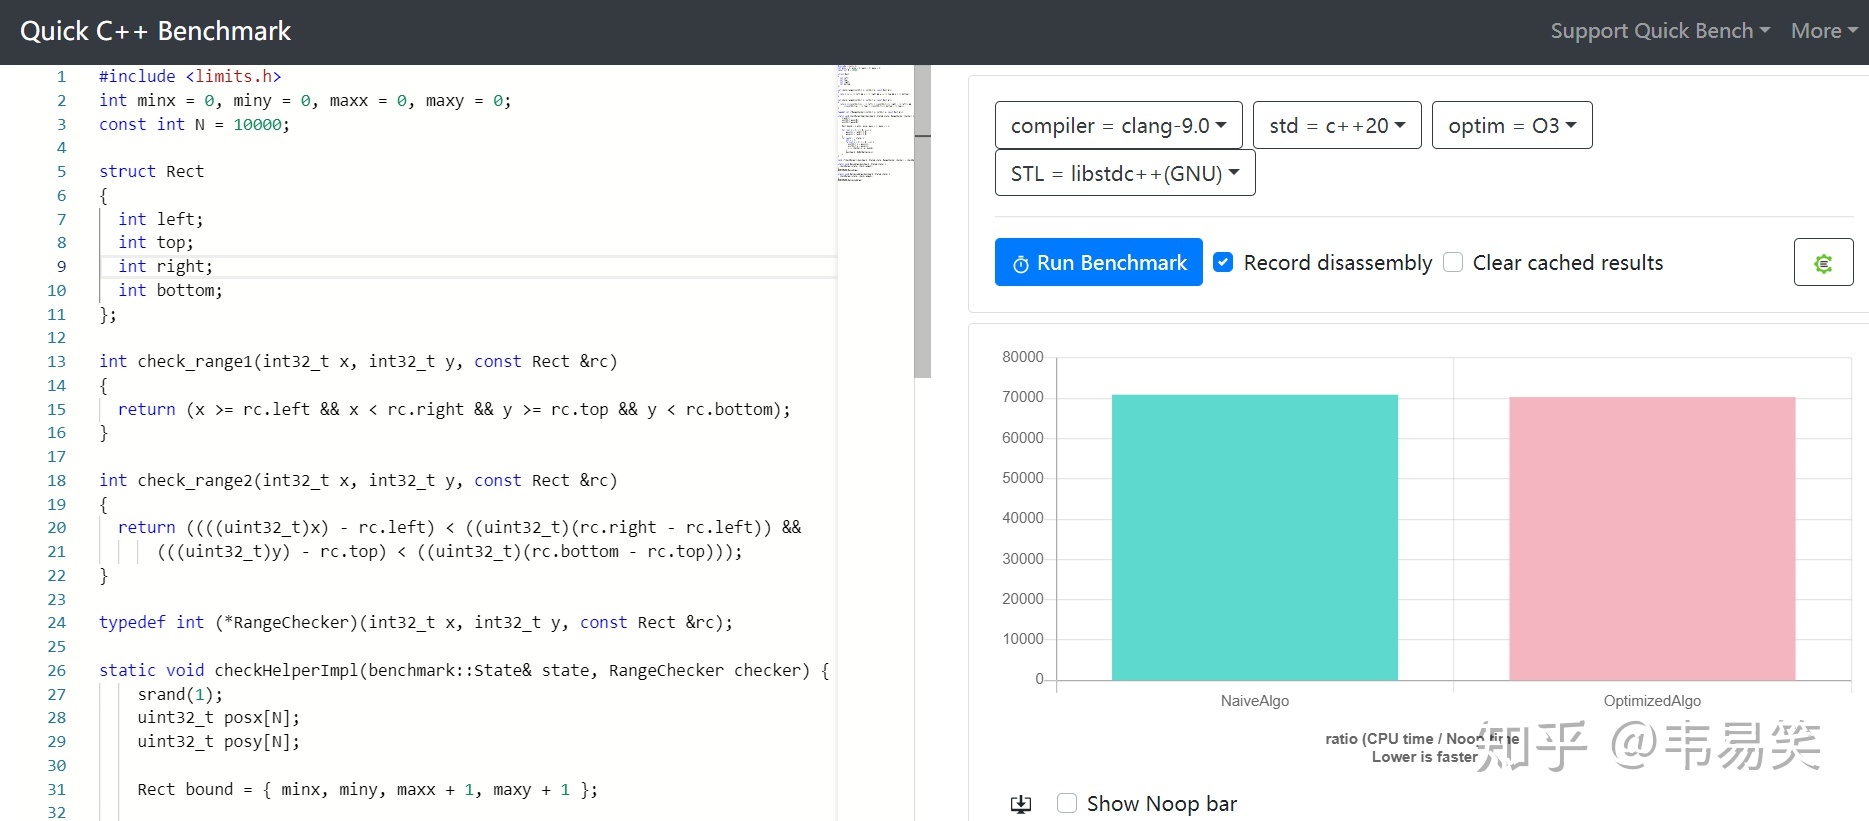 Quick C++ Benchmark
Support Quick Bench
More
1 #include <limits.h>
2 int minx = 0, miny = 0, maxx = 0, maxy = 0;
3 const int N = 10000;
4
5 struct Rect
6 {
7 int left;
8 int top;
9 int right;
10 int bottom;
11 };
12
13 int check_range1(int32_t x, int32_t y, const Rect &rc)
14 {
15 return (x >= rc.left && x < rc.right && y >= rc.top && y < rc.bottom);
16 }
17
18 int check_range2(int32_t x, int32_t y, const Rect &rc)
19 {
20 return ((((uint32_t)x) - rc.left) < ((uint32_t)(rc.right - rc.left)) &&
21 (((uint32_t)y) - rc.top) < ((uint32_t)(rc.bottom - rc.top)));
22 }
23
24 typedef int (*RangeChecker)(int32_t x, int32_t y, const Rect &rc);
25
26 static void checkHelperImpl(benchmark::State& state, RangeChecker checker) {
27 srand(1);
28 uint32_t posx[N];
29 uint32_t posy[N];
30
31 Rect bound = { minx, miny, maxx + 1, maxy + 1 };
32
compiler = clang-9.0
std = c++20
optim = O3
STL = libstdc++(GNU)
Run Benchmark
Record disassembly
Clear cached results
80000
70000
60000
50000
40000
30000
20000
10000
0
NaiveAlgo
OptimizedAlgo
ratio (CPU time / Noop time
Lower is faster
知乎 @韦易笑
Show Noop bar